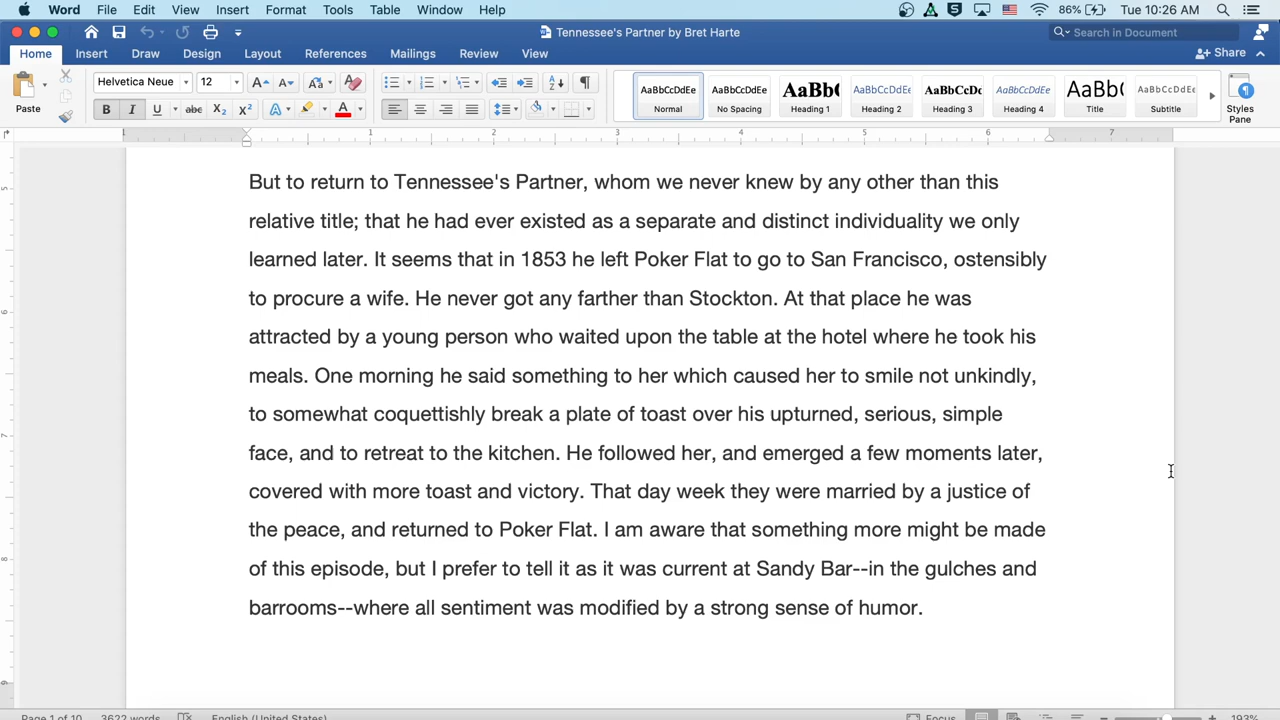 Word File Edit View Insert Format Tools Table Window Help 86% Tue 10:26 AM
Tennessee's Partner by Bret Harte Search in Document
Home Insert Draw Design Layout References Mailings Review View Share
Paste Helvetica Neue 12 AaBbCcDdEe AaBbCcDdEe AaBb( AaBbCcDdEe AaBbCcDc AaBbCcDdEe AaBb( AaBbCcDdEe
B I U abc X₂ X² A A Normal No Spacing Heading 1 Heading 2 Heading 3 Heading 4 Title Subtitle Styles Pane
1 1 2 3 4 5 6 7
But to return to Tennessee's Partner, whom we never knew by any other than this
relative title; that he had ever existed as a separate and distinct individuality we only
learned later. It seems that in 1853 he left Poker Flat to go to San Francisco, ostensibly
to procure a wife. He never got any farther than Stockton. At that place he was
attracted by a young person who waited upon the table at the hotel where he took his
meals. One morning he said something to her which caused her to smile not unkindly,
to somewhat coquettishly break a plate of toast over his upturned, serious, simple
face, and to retreat to the kitchen. He followed her, and emerged a few moments later,
covered with more toast and victory. That day week they were married by a justice of
the peace, and returned to Poker Flat. I am aware that something more might be made
of this episode, but I prefer to tell it as it was current at Sandy Bar--in the gulches and
barrooms--where all sentiment was modified by a strong sense of humor.
Page 1 of 10 3622 words English (United States) Focus 193%